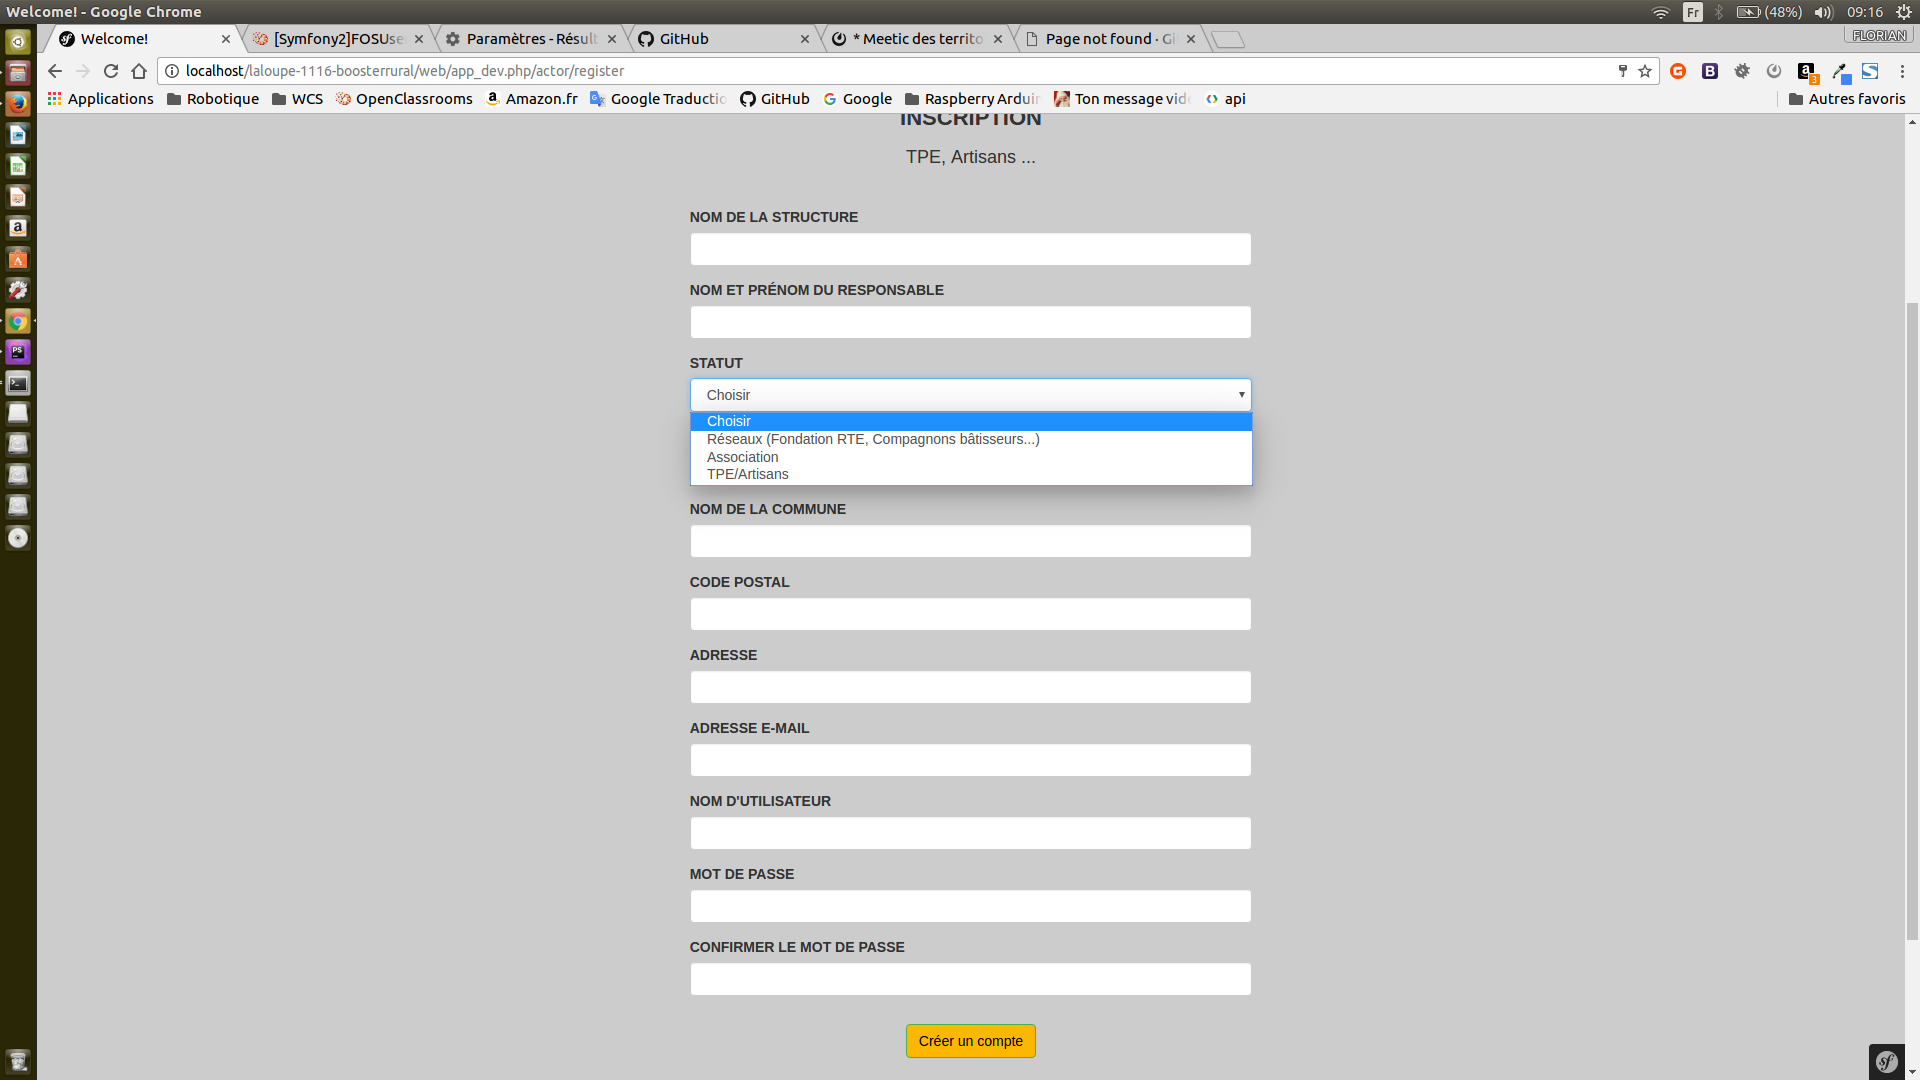 Welcome! - Google Chrome
Fr
(48%)
09:16
Welcome!
[Symfony2]FOSUse
Paramètres - Résult
GitHub
* Meetic des territo
Page not found · Gi
FLORIAN
localhost/laloupe-1116-boosterrural/web/app_dev.php/actor/register
Applications
Robotique
WCS
OpenClassrooms
Amazon.fr
Google Traductio
GitHub
Google
Raspberry Arduin
Ton message vide
api
Autres favoris
INSCRIPTION
TPE, Artisans ...
NOM DE LA STRUCTURE
NOM ET PRÉNOM DU RESPONSABLE
STATUT
Choisir
Choisir
Réseaux (Fondation RTE, Compagnons bâtisseurs...)
Association
TPE/Artisans
NOM DE LA COMMUNE
CODE POSTAL
ADRESSE
ADRESSE E-MAIL
NOM D'UTILISATEUR
MOT DE PASSE
CONFIRMER LE MOT DE PASSE
Créer un compte